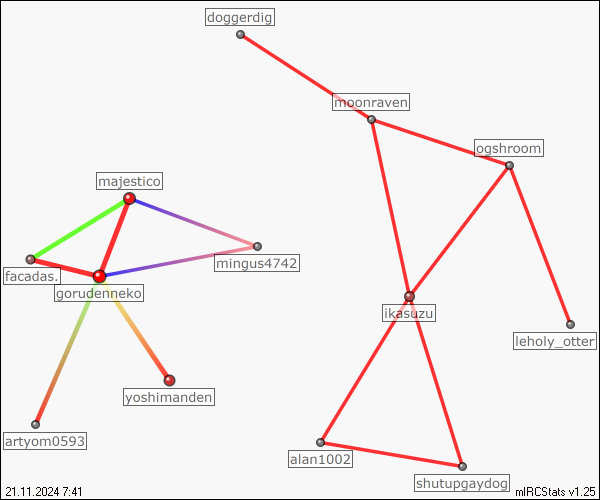 doggerdig
moonraven
ogshroom
majestico
mingus4742
facadas.
gorudenneko
ikasuzu
leholy_otter
yoshimanden
artyom0593
alan1002
shutupgaydog
21.11.2024 7:41
mIRCStats v1.25